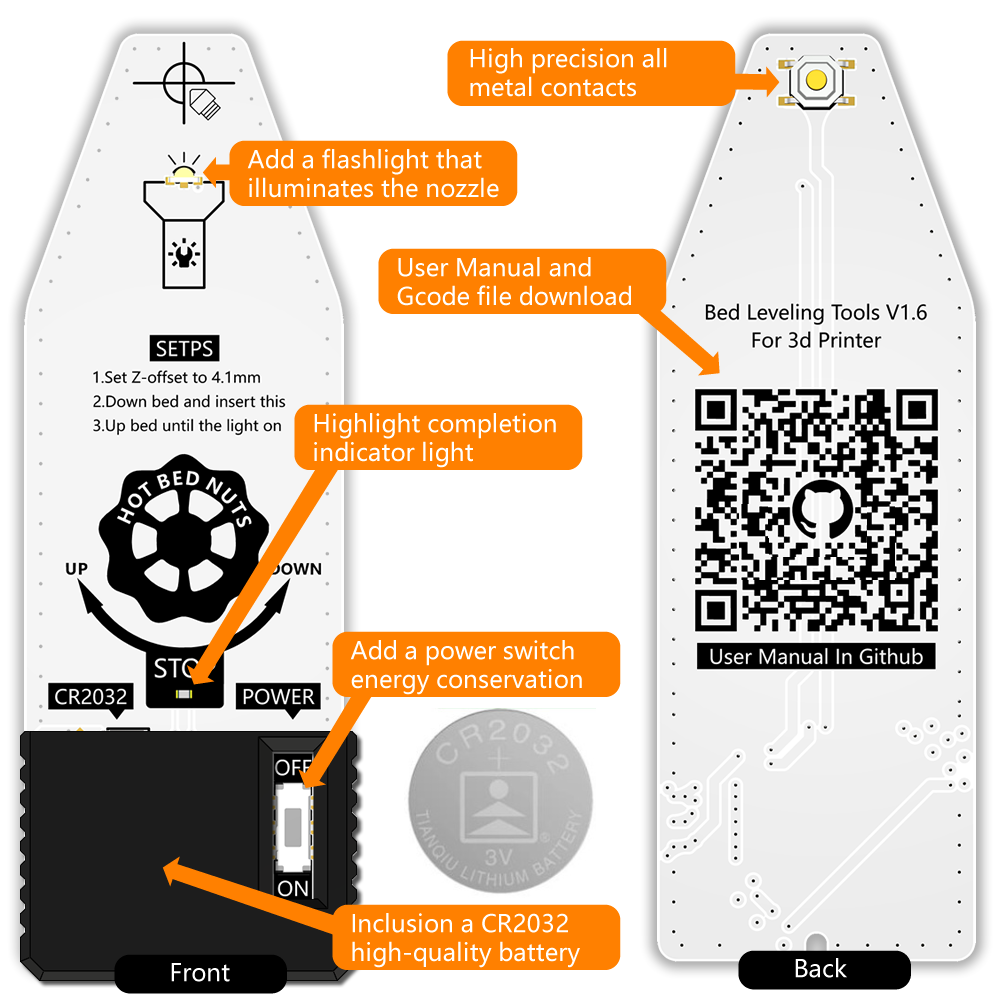 High precision all
metal contacts
Add a flashlight that
illuminates the nozzle
User Manual and
Gcode file download
Bed Leveling Tools V1.6
For 3d Printer
SETPS
1.Set Z-offset to 4.1mm
2.Down bed and insert this
3.Up bed until the light on
Highlight completion
indicator light
HOT BED NUTS
UP
DOWN
STO
User Manual In Github
Add a power switch
energy conservation
CR2032
POWER
CR2032
OFF
3V
TIANQIU LITHIUM BATTERY
ON
Inclusion a CR2032
high-quality battery
Front
Back